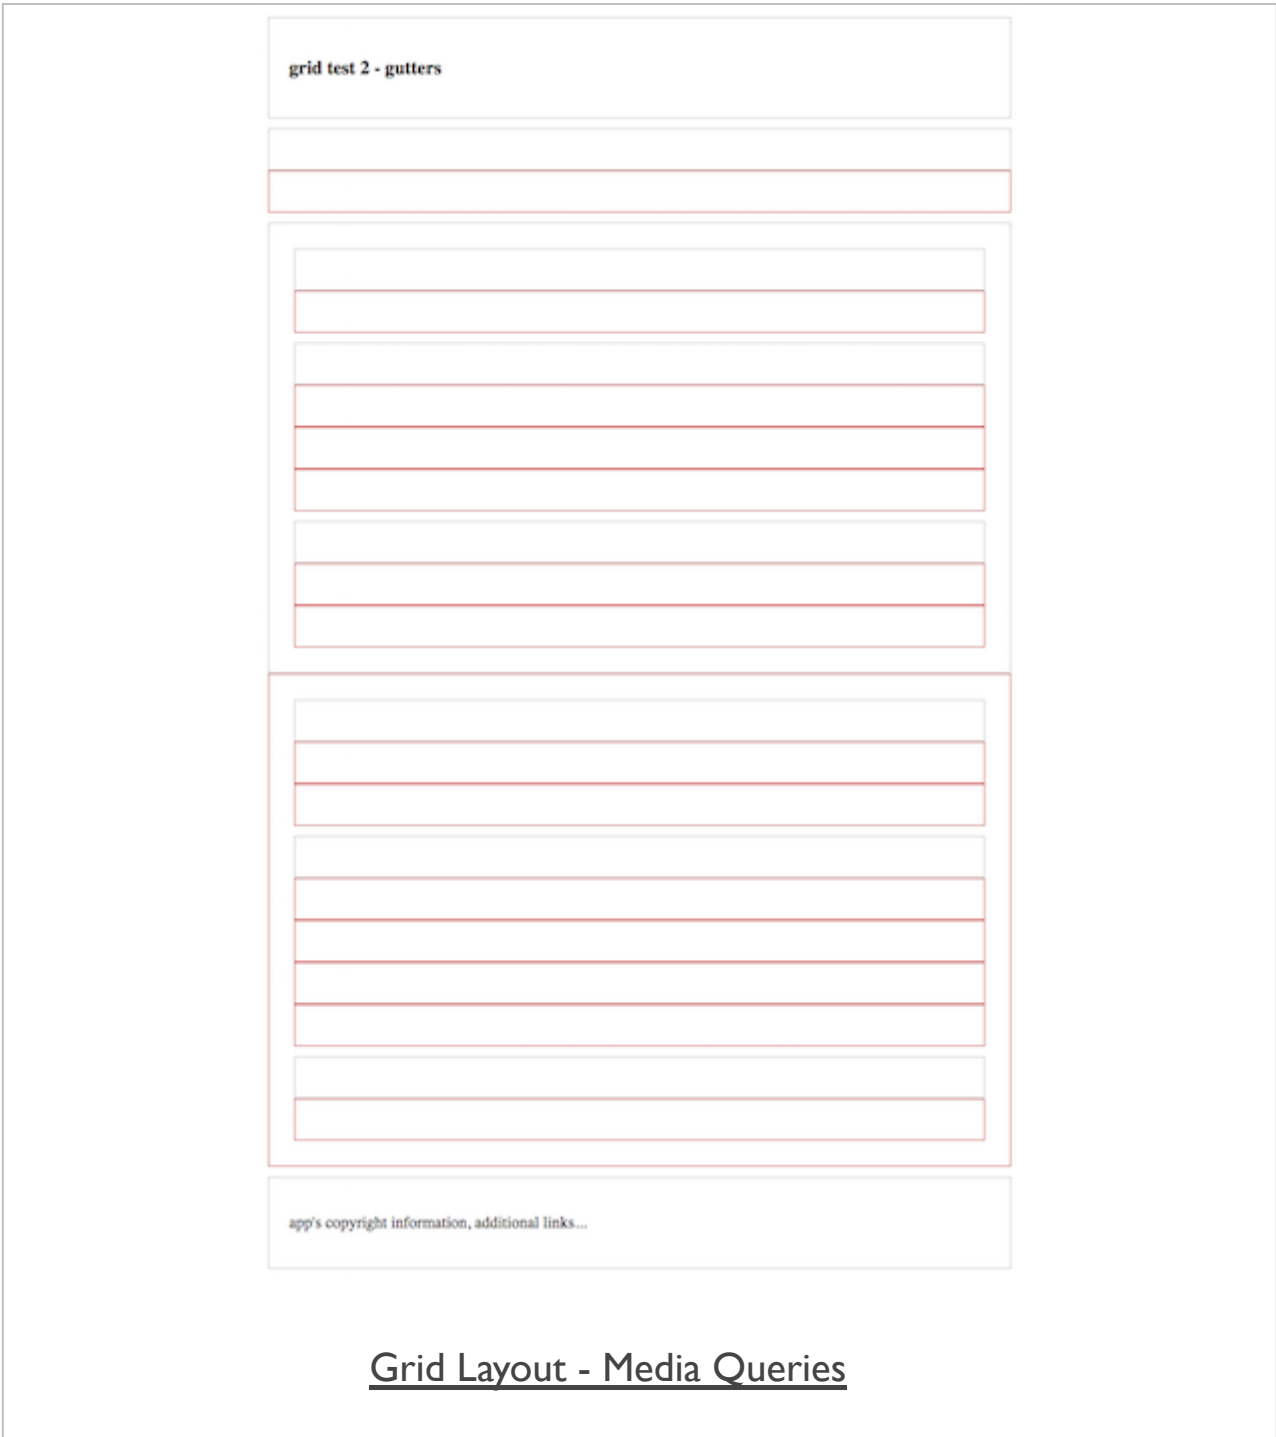 grid test 2 - gutters
app's copyright information, additional links...
Grid Layout - Media Queries